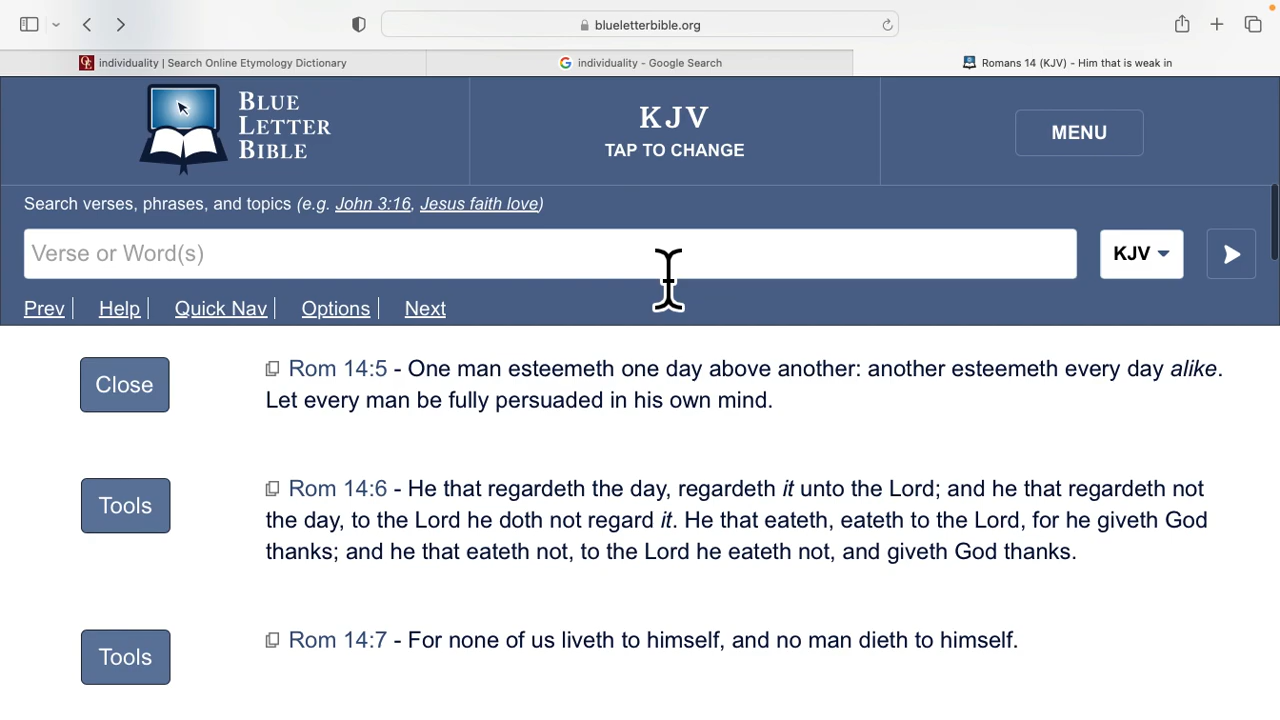 blueletterbible.org
individuality | Search Online Etymology Dictionary
individuality - Google Search
Romans 14 (KJV) - Him that is weak in
BLUE
LETTER
BIBLE
KJV
TAP TO CHANGE
MENU
Search verses, phrases, and topics (e.g. John 3:16, Jesus faith love)
Verse or Word(s)
KJV
Prev| Help| Quick Nav| Options| Next
Close
Rom 14:5 - One man esteemeth one day above another: another esteemeth every day alike.
Let every man be fully persuaded in his own mind.
Tools
Rom 14:6 - He that regardeth the day, regardeth it unto the Lord; and he that regardeth not
the day, to the Lord he doth not regard it. He that eateth, eateth to the Lord, for he giveth God
thanks; and he that eateth not, to the Lord he eateth not, and giveth God thanks.
Tools
Rom 14:7 - For none of us liveth to himself, and no man dieth to himself.